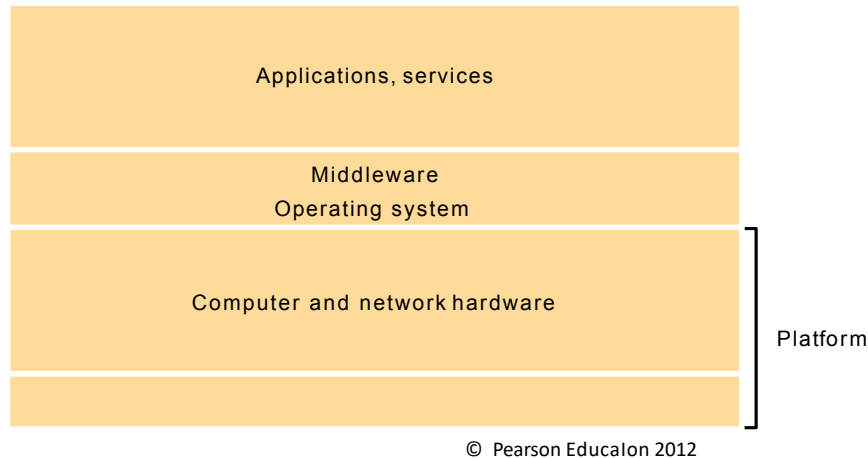 Applications, services
Middleware
Operating system
Computer and network hardware
Platform
© Pearson Educalon 2012